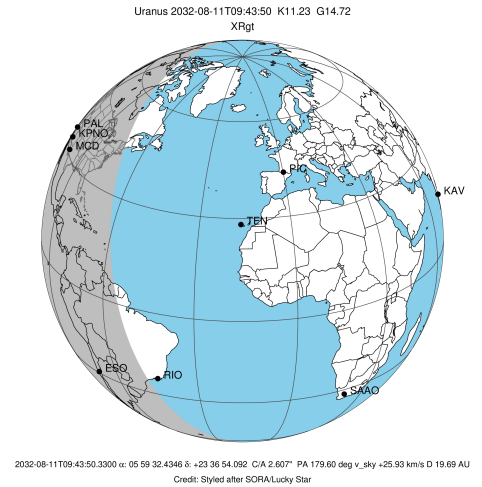 Uranus 2032-08-11T09:43:50 K11.23 G14.72
XRgt
PAL
KPNO
MCD
PIC
KAV
TEN
ESO
RIO
SAAO
2032-08-11T09:43:50.3300 α: 05 59 32.4346 δ: +23 36 54.092 C/A 2.607" PA 179.60 deg v_sky +25.93 km/s D 19.69 AU
Credit: Styled after SORA/Lucky Star